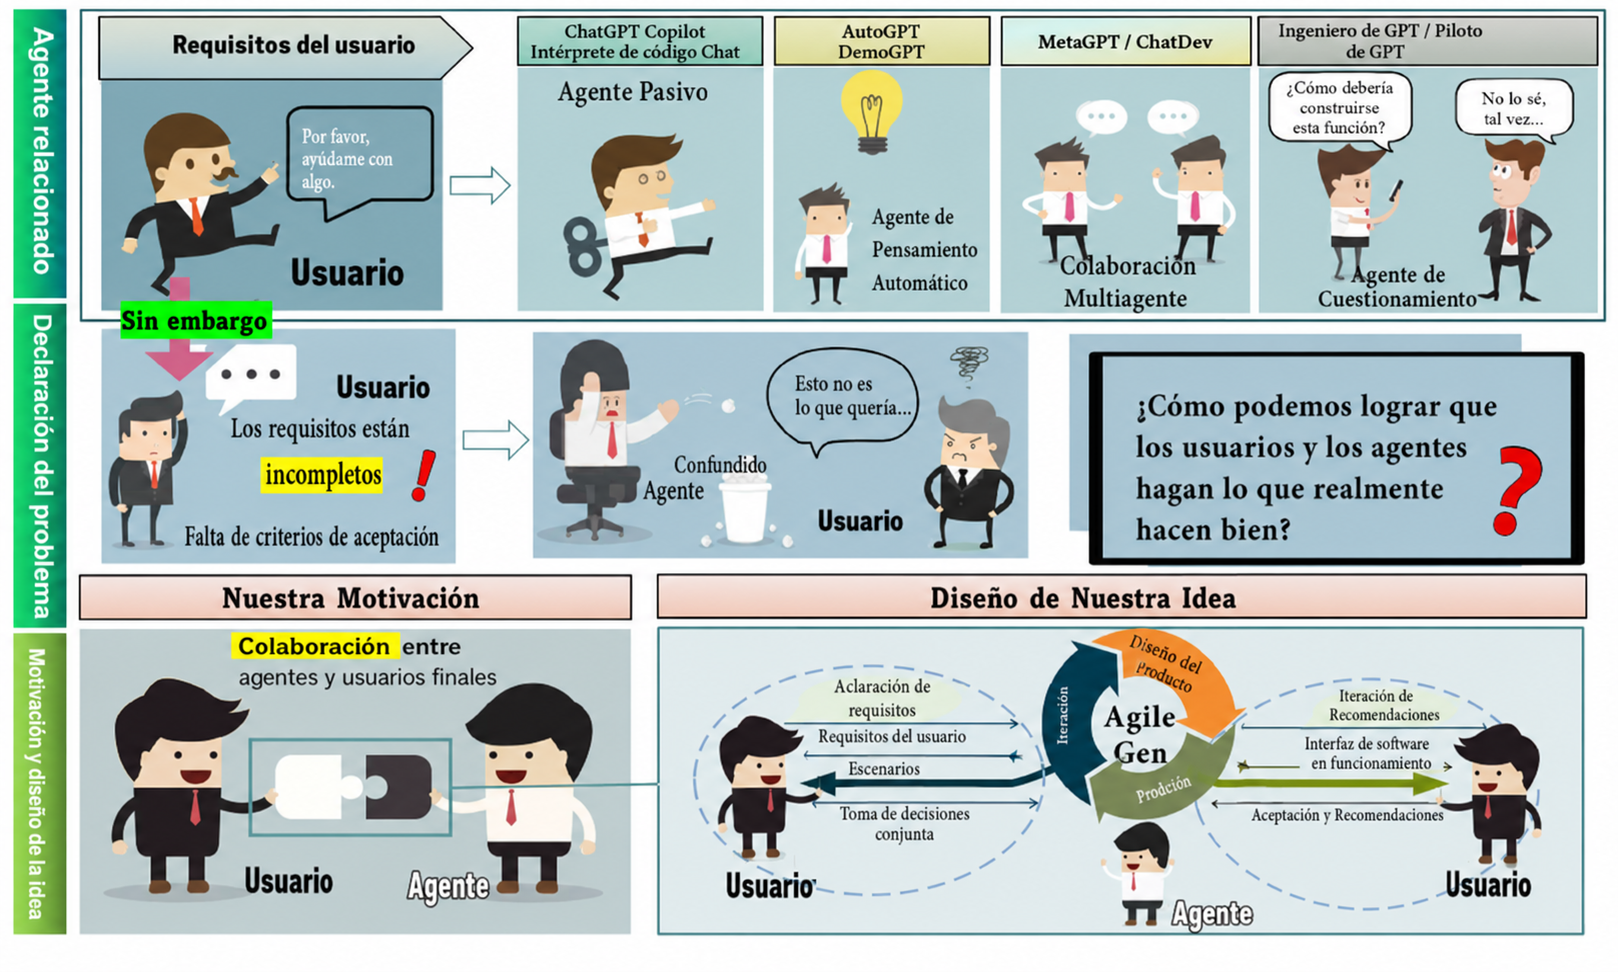 Agente relacionado
Requisitos del usuario
Por favor,
ayúdame con
algo.
Usuario
ChatGPT Copilot
Intérprete de código Chat
Agente Pasivo
AutoGPT
DemoGPT
Agente de
Pensamiento
Automático
MetaGPT / ChatDev
Colaboración
Multiagente
Ingeniero de GPT / Piloto
de GPT
¿Cómo debería
construirse
esta función?
No lo sé,
tal vez...
Agente de
Cuestionamiento
Declaración del problema
Sin embargo
Usuario
Los requisitos están
incompletos
Falta de criterios de aceptación
Confundido
Agente
Esto no es
lo que quería...
Usuario
¿Cómo podemos lograr que
los usuarios y los agentes
hagan lo que realmente
hacen bien?
Motivación y diseño de la idea
Nuestra Motivación
Colaboración entre
agentes y usuarios finales
Usuario
Agente
Diseño de Nuestra Idea
Aclaración de
requisitos
Requisitos del usuario
Escenarios
Toma de decisiones
conjunta
Usuario
Iteración
Diseño del
Producto
Agile
Gen
Prodción
Agente
Iteración de
Recomendaciones
Interfaz de software
en funcionamiento
Aceptación y Recomendaciones
Usuario